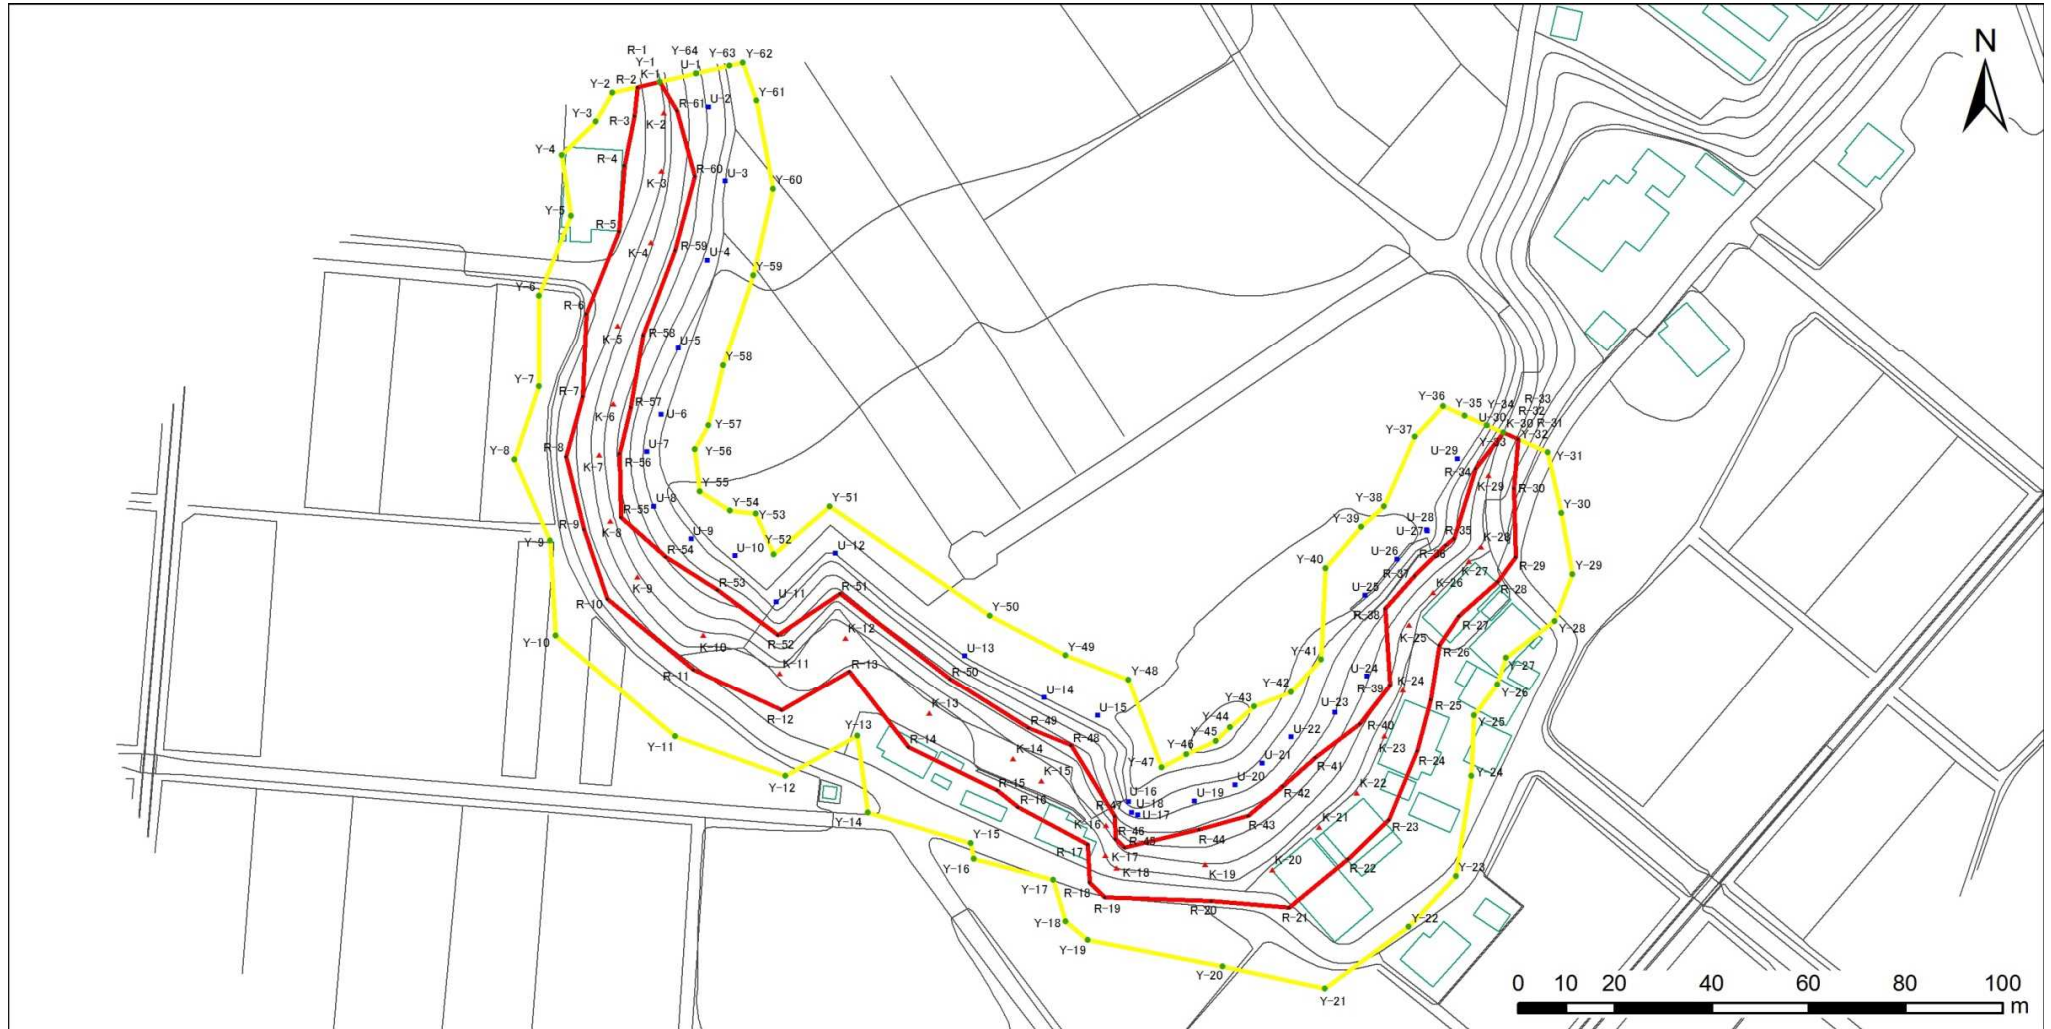 R-1
Y-64
Y-63
Y-62
Y-1
U-1
K-1
Y-2
R-2
Y-61
R-61
U-2
Y-3
R-3
K-2
Y-4
R-4
K-3
R-60
U-3
Y-60
Y-5
R-5
K-4
R-59
U-4
Y-59
Y-6
R-6
K-5
R-58
U-5
Y-58
Y-7
R-7
K-6
R-57
U-6
Y-57
Y-8
R-8
K-7
R-56
U-7
Y-56
Y-55
Y-54
Y-53
Y-51
R-55
U-8
R-9
K-8
Y-9
U-9
U-10
Y-52
U-12
R-54
K-9
R-53
R-51
R-10
U-11
Y-50
Y-10
K-10
R-52
K-12
K-11
R-11
R-13
U-13
Y-49
R-50
Y-48
R-12
K-13
U-14
U-15
Y-11
Y-13
R-14
R-49
R-48
K-14
Y-12
K-15
Y-47
R-15
R-16
Y-14
R-47
U-16
U-18
U-17
K-16
R-46
R-45
Y-15
Y-16
R-17
K-17
K-18
Y-17
R-18
R-19
Y-18
Y-19
Y-46
Y-45
Y-44
Y-43
Y-42
Y-41
U-19
U-20
U-21
U-22
U-23
U-24
R-44
R-43
R-42
R-41
R-40
R-39
K-19
K-20
K-21
K-22
K-23
K-24
R-20
R-21
R-22
R-23
R-24
R-25
R-26
Y-20
Y-21
Y-22
Y-23
Y-24
Y-25
Y-26
Y-27
Y-28
Y-40
Y-39
Y-38
Y-37
Y-36
Y-35
Y-34
R-33
R-32
R-31
U-30
K-30
Y-33
Y-32
Y-31
U-29
R-34
K-29
R-30
Y-30
U-28
U-27
R-35
K-28
U-26
R-36
R-29
K-27
R-37
Y-29
U-25
K-26
R-28
R-38
K-25
R-27
N
0 10 20 40 60 80 100
m